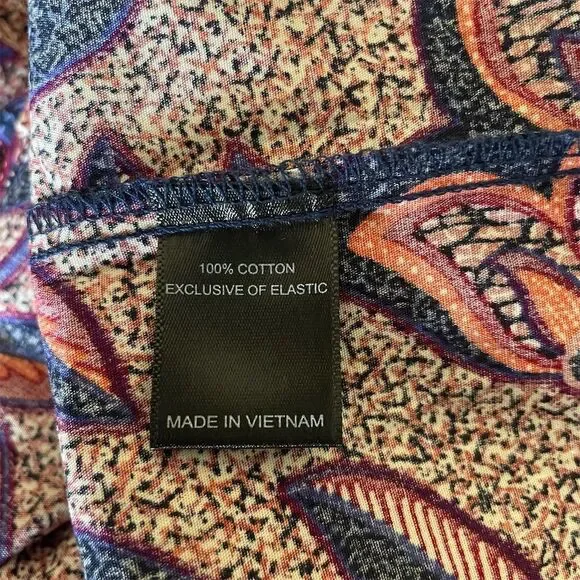 100% COTTON
EXCLUSIVE OF ELASTIC
MADE IN VIETNAM